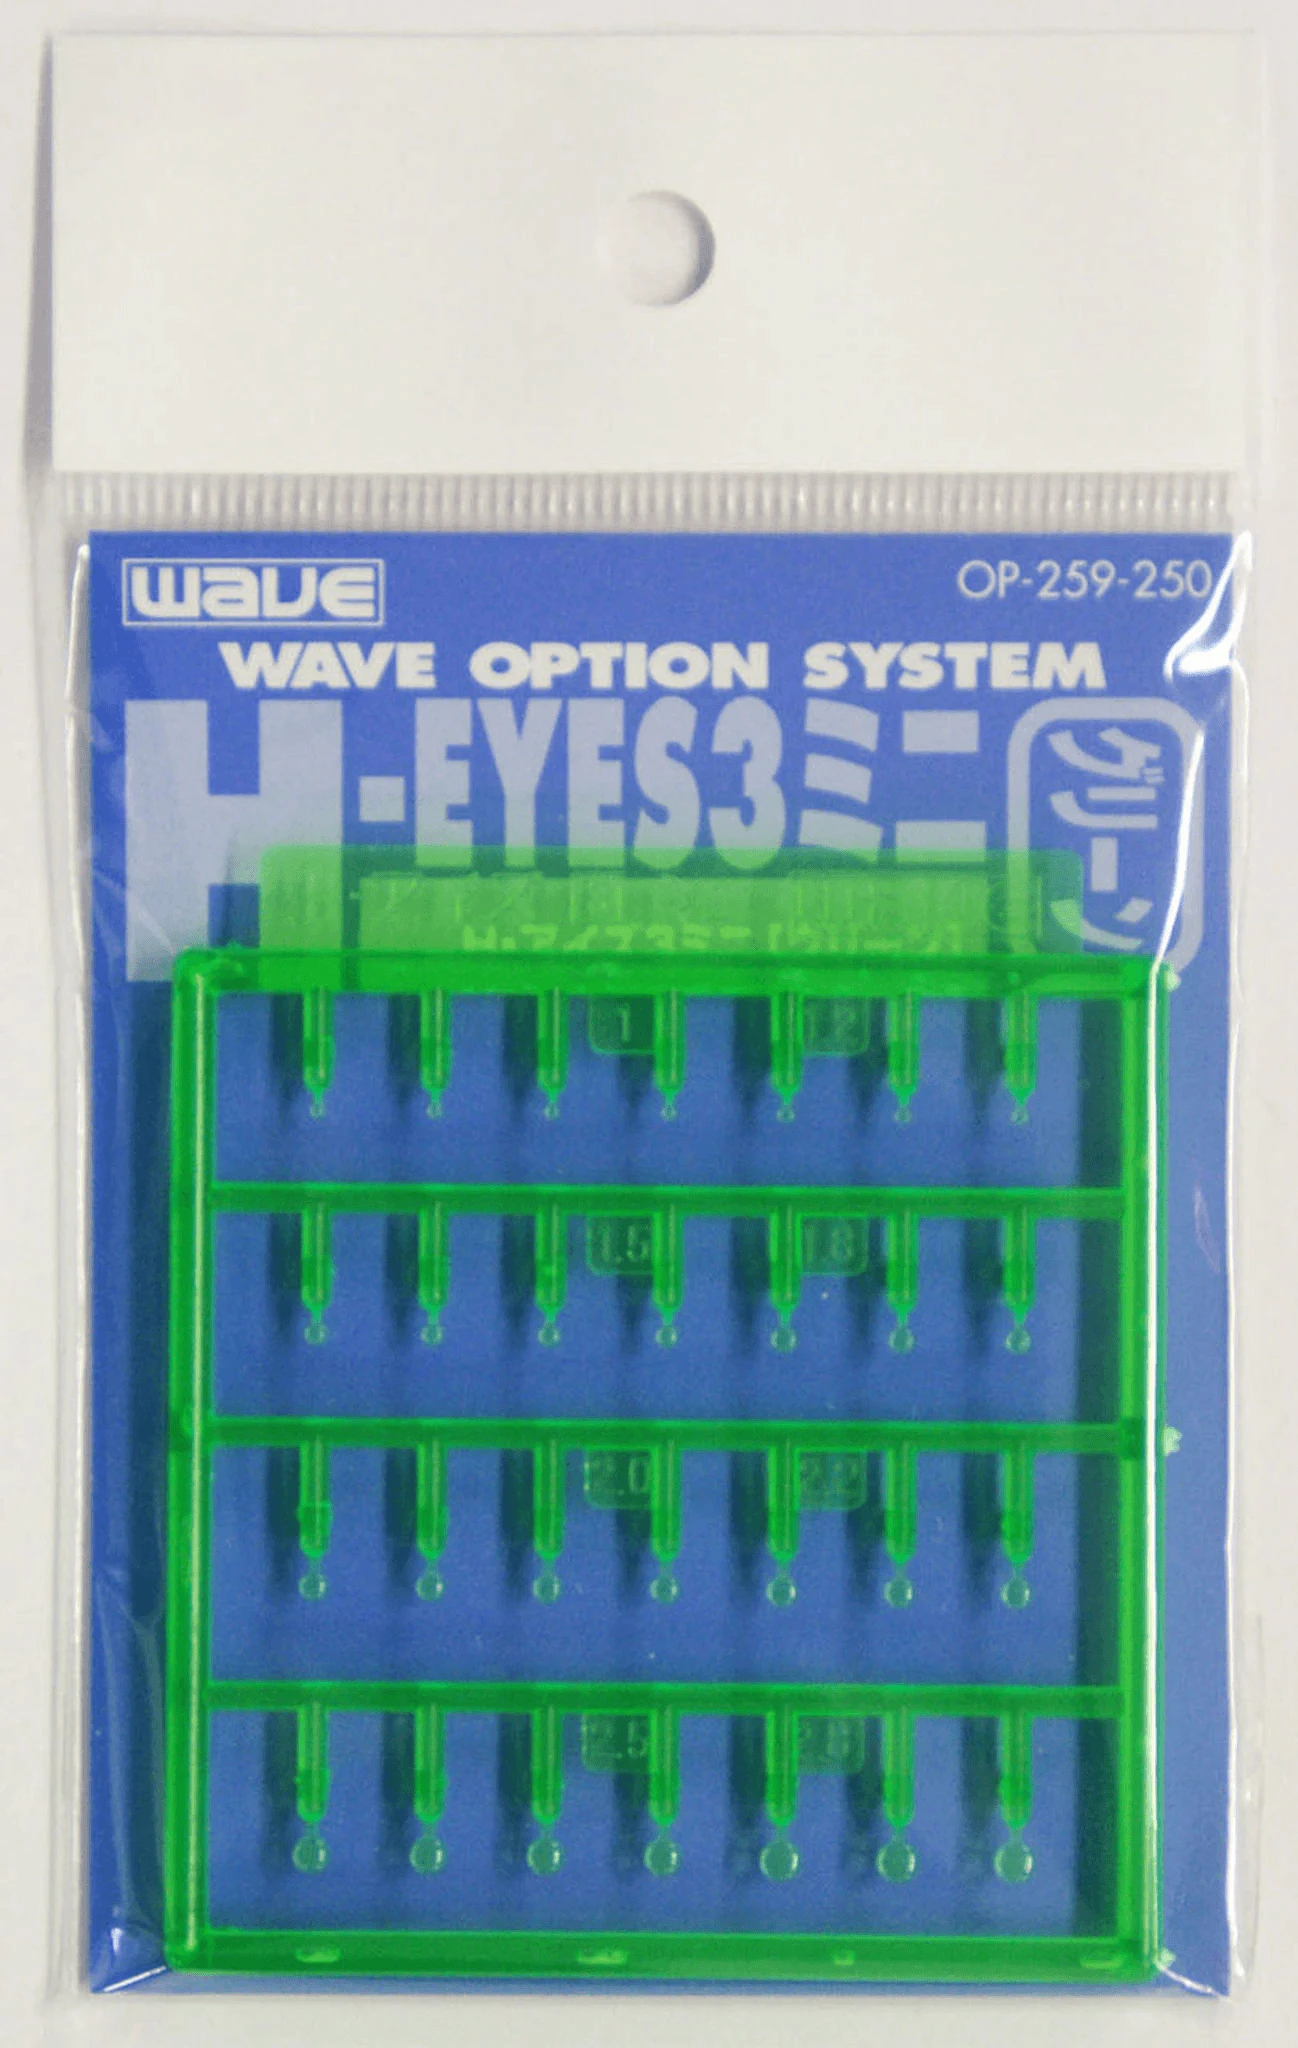 wave
OP-259-250
WAVE OPTION SYSTEM
H-EYES3ミニ
グリーン
H・アイズ3ミニ [グリーン]
1 1.2
1.5 1.8
2.0 2.2
2.5